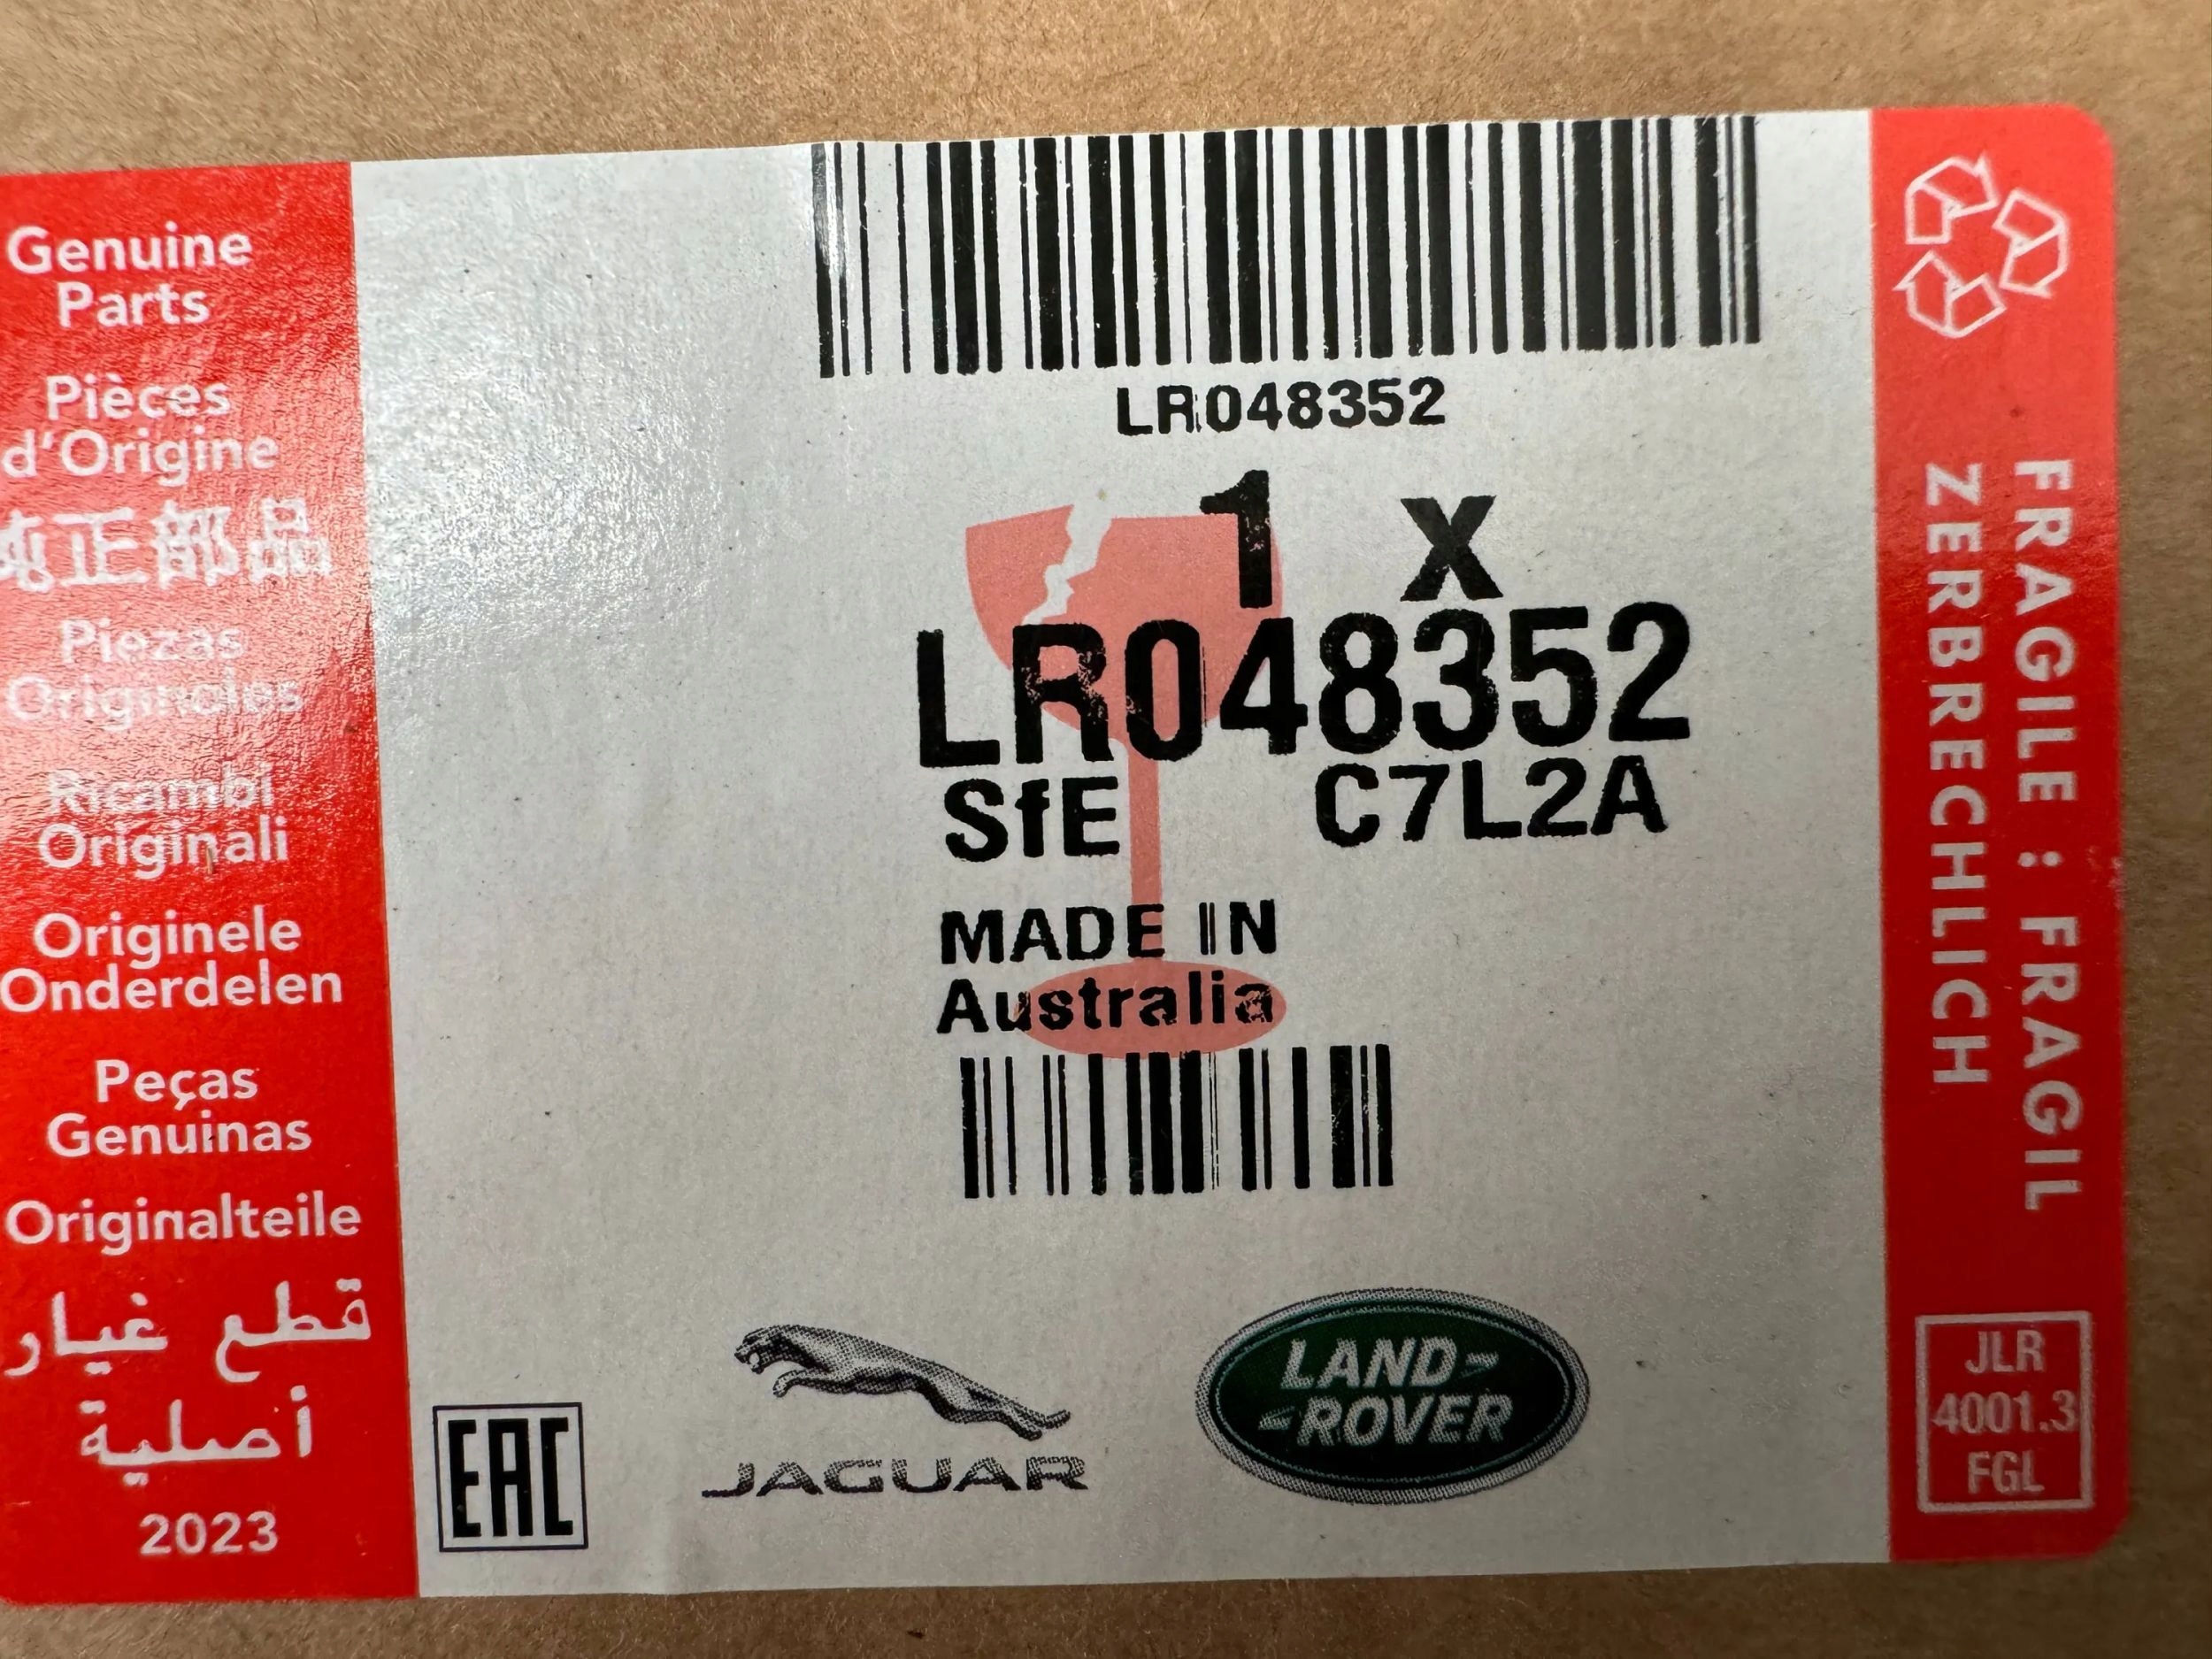 Genuine
Parts
Pièces
d'Origine
純正部品
Piezas
Originales
Ricambi
Originali
Originele
Onderdelen
Peças
Genuinas
Originalteile
قطع غيار
أصلية
2023
LR048352
1 x
LR048352
SfE C7L2A
MADE IN
Australia
EAC
JAGUAR
LAND-
-ROVER
FRAGILE : FRAGIL
ZERBRECHLICH
JLR
4001.3
FGL